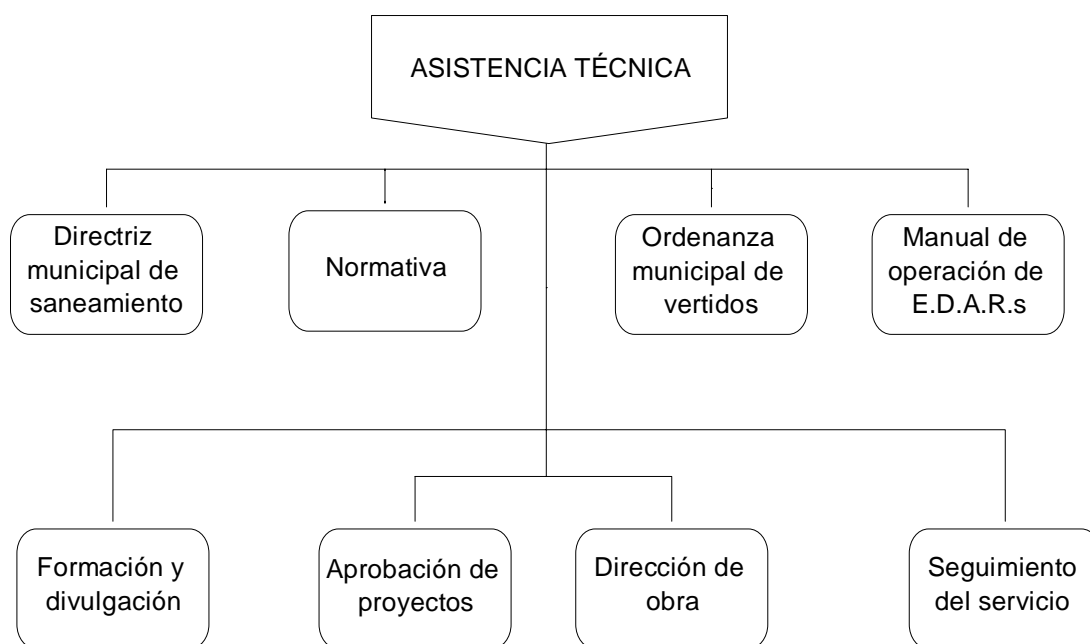 ASISTENCIA TÉCNICA
Directriz
municipal de
saneamiento
Normativa
Ordenanza
municipal de
vertidos
Manual de
operación de
E.D.A.R.s
Formación y
divulgación
Aprobación de
proyectos
Dirección de
obra
Seguimiento
del servicio